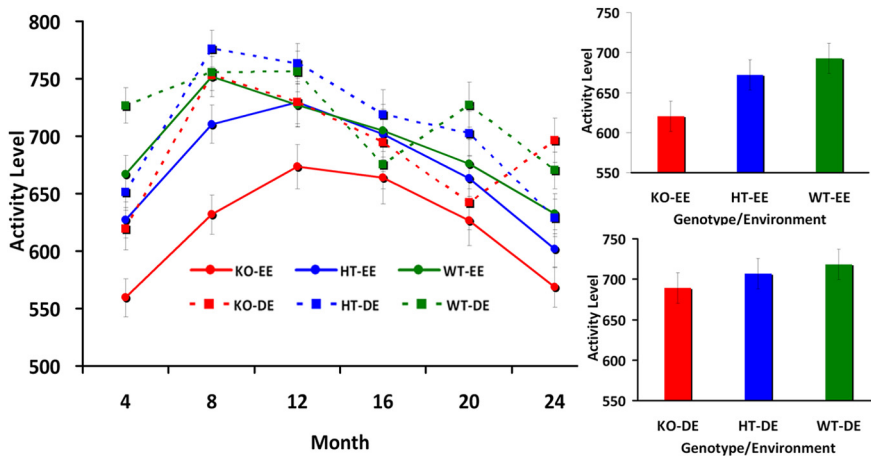 800
750
700
650
600
550
500
Activity Level
KO-EE HT-EE WT-EE
KO-DE HT-DE WT-DE
4 8 12 16 20 24
Month
750
700
650
600
550
Activity Level
KO-EE HT-EE WT-EE
Genotype/Environment
750
700
650
600
550
Activity Level
KO-DE HT-DE WT-DE
Genotype/Environment